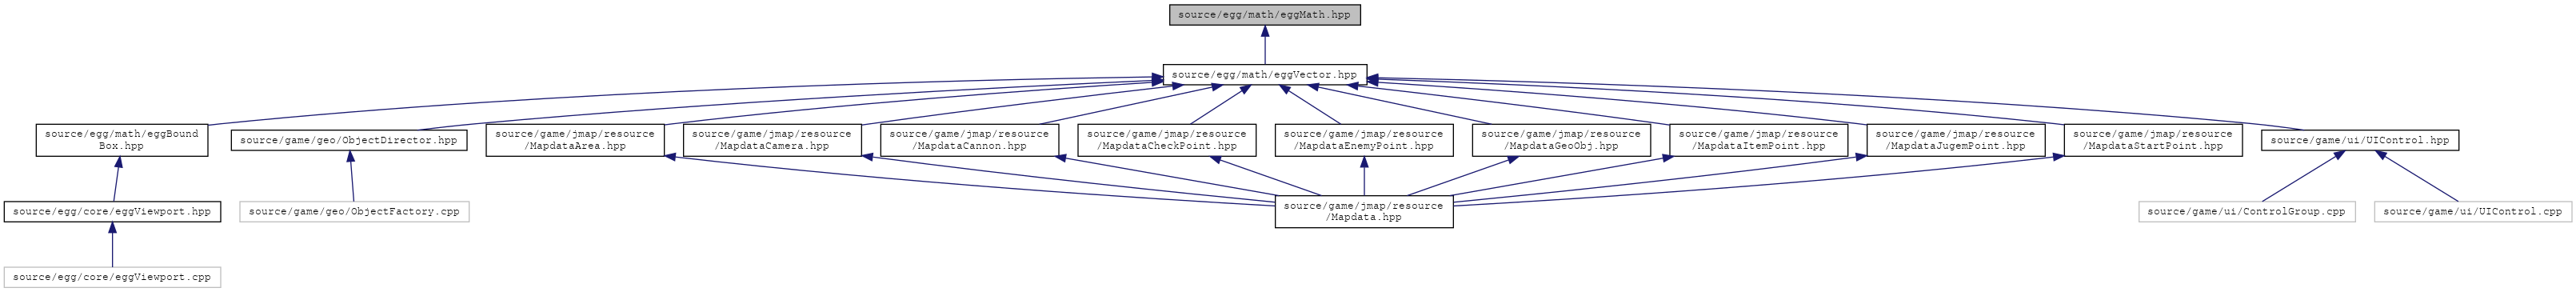 source/egg/math/eggMath.hpp
source/egg/math/eggVector.hpp
source/egg/math/eggBound
Box.hpp
source/game/geo/ObjectDirector.hpp
source/game/jmap/resource
/MapdataArea.hpp
source/game/jmap/resource
/MapdataCamera.hpp
source/game/jmap/resource
/MapdataCannon.hpp
source/game/jmap/resource
/MapdataCheckPoint.hpp
source/game/jmap/resource
/MapdataEnemyPoint.hpp
source/game/jmap/resource
/MapdataGeoObj.hpp
source/game/jmap/resource
/MapdataItemPoint.hpp
source/game/jmap/resource
/MapdataJugemPoint.hpp
source/game/jmap/resource
/MapdataStartPoint.hpp
source/game/ui/UIControl.hpp
source/egg/core/eggViewport.hpp
source/game/geo/ObjectFactory.cpp
source/game/jmap/resource
/Mapdata.hpp
source/game/ui/ControlGroup.cpp
source/game/ui/UIControl.cpp
source/egg/core/eggViewport.cpp